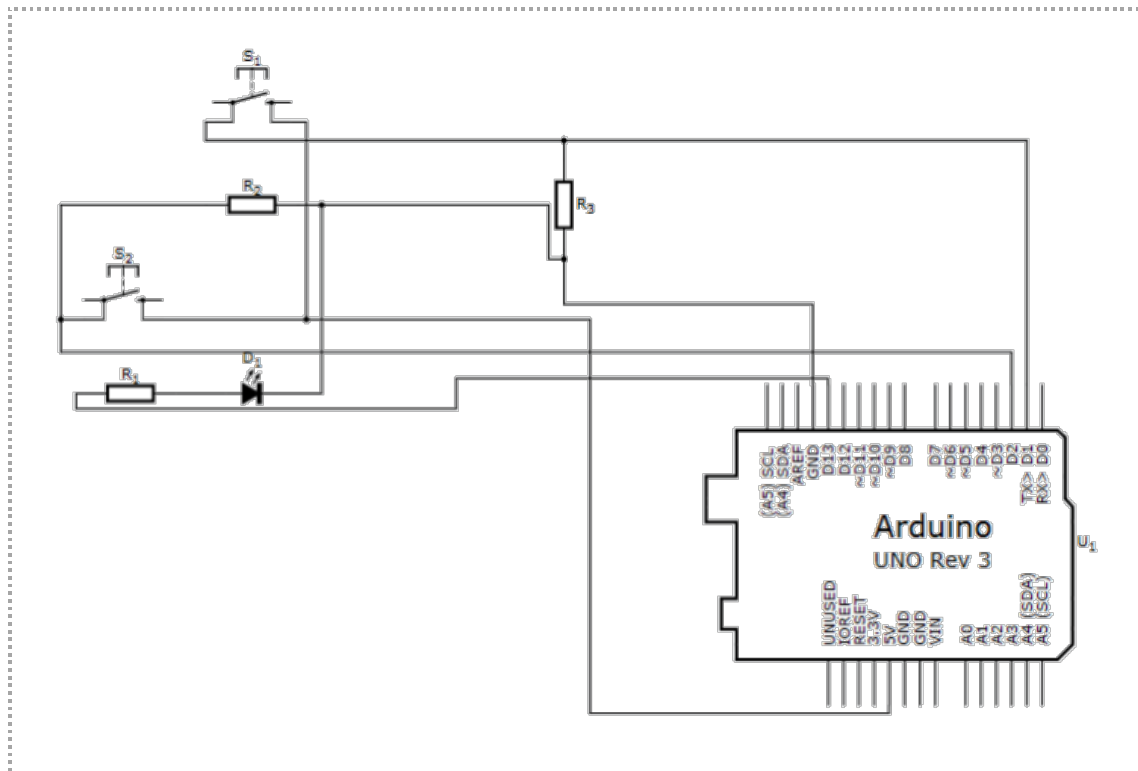 S1
R2
R3
S2
D1
R1
(A5) SCL
(A4) SDA
AREF
GND
D13
D12
~D11
~D10
~D9
D8
D7
~D6
~D5
D4
~D3
D2
TX> D1
RX> D0
Arduino
UNO Rev 3
U1
UNUSED
IOREF
RESET
3.3V
5V
GND
GND
VIN
A0
A1
A2
A3
A4 (SDA)
A5 (SCL)